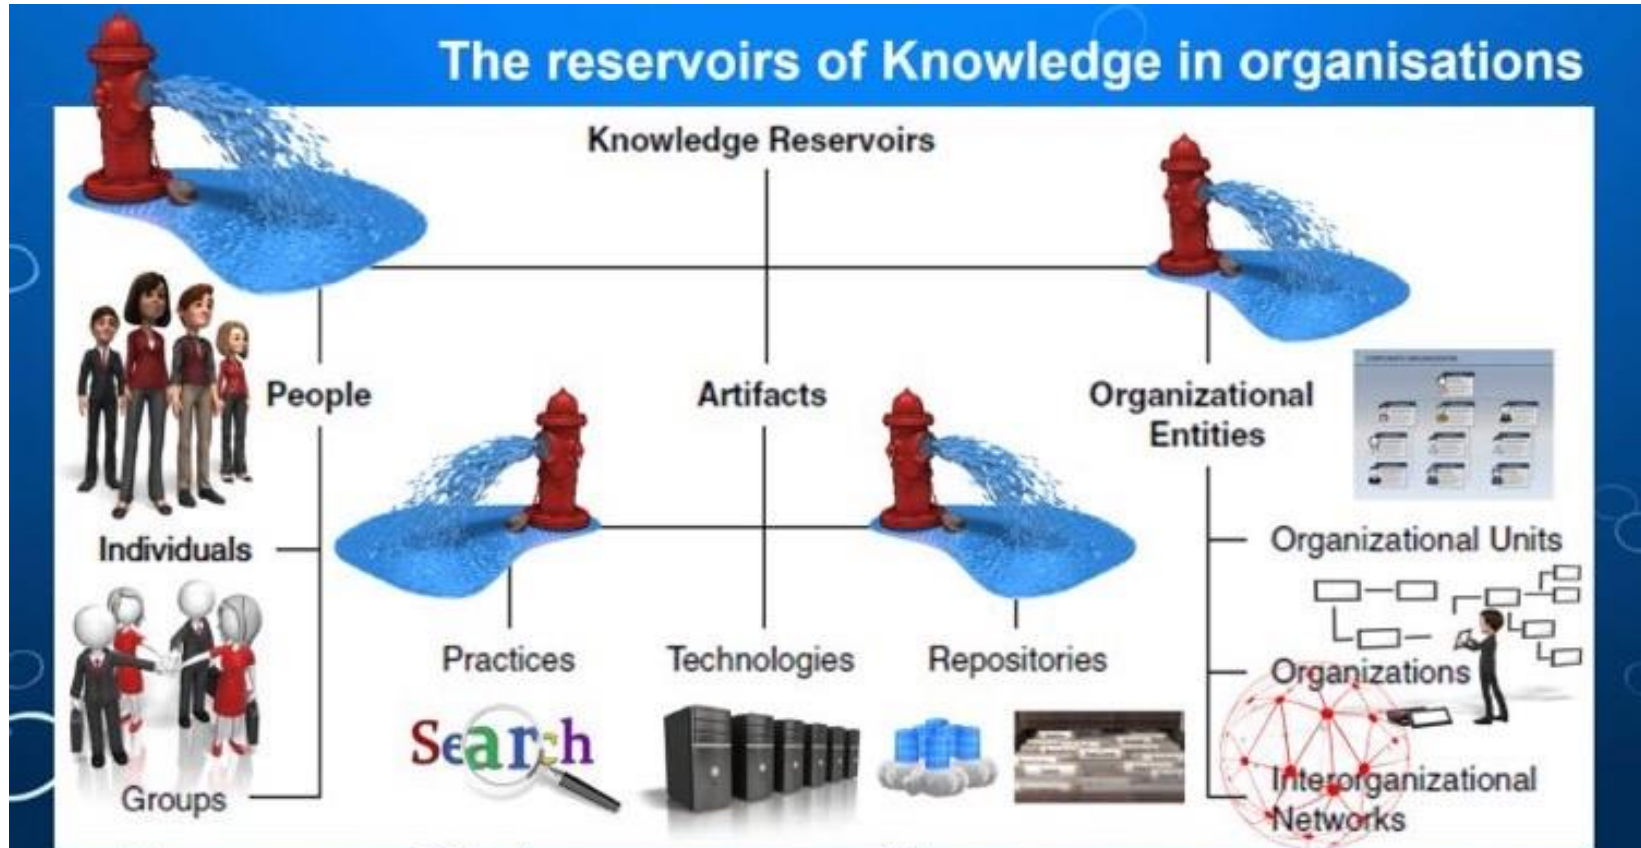 The reservoirs of Knowledge in organisations
Knowledge Reservoirs
People
Artifacts
Organizational
Entities
Individuals
Groups
Practices
Technologies
Repositories
Search
Organizational Units
Organizations
Interorganizational
Networks